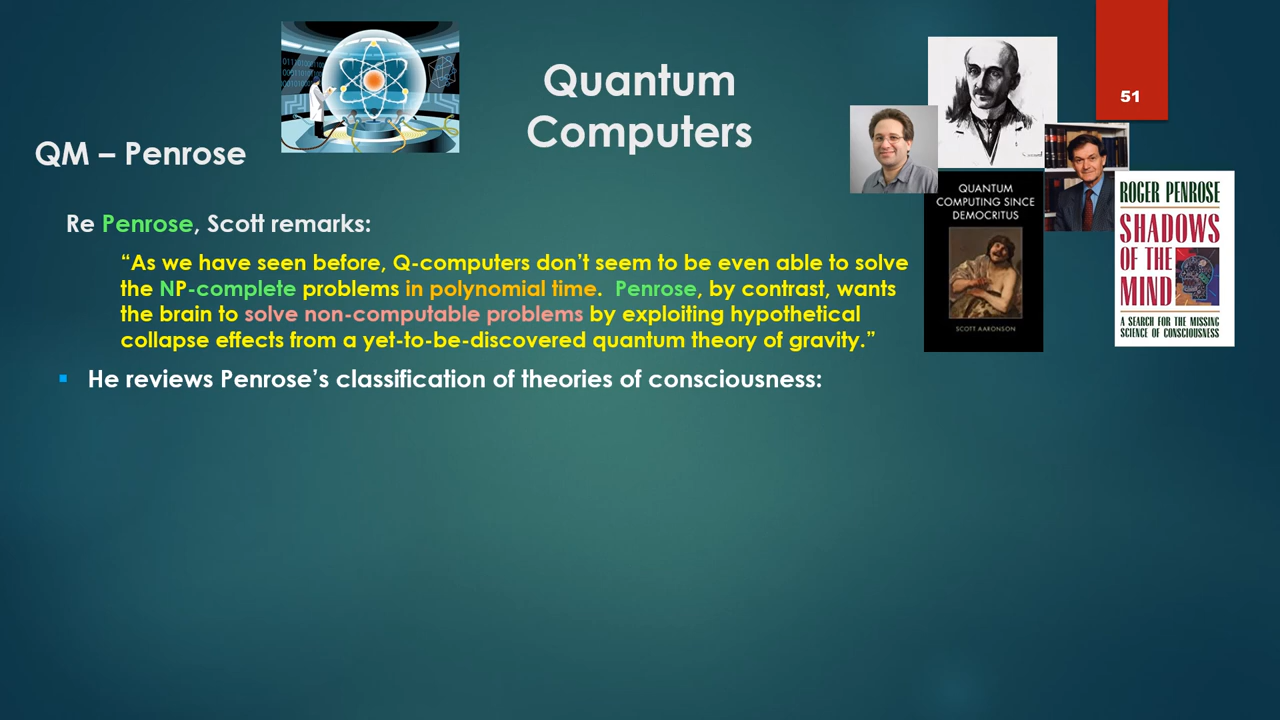 Quantum
Computers
51
QM – Penrose
Re Penrose, Scott remarks:
“As we have seen before, Q-computers don’t seem to be even able to solve
the NP-complete problems in polynomial time. Penrose, by contrast, wants
the brain to solve non-computable problems by exploiting hypothetical
collapse effects from a yet-to-be-discovered quantum theory of gravity.”
He reviews Penrose’s classification of theories of consciousness:
QUANTUM
COMPUTING SINCE
DEMOCRITUS
SCOTT AARONSON
ROGER PENROSE
SHADOWS
OF THE
MIND
A SEARCH FOR THE MISSING
SCIENCE OF CONSCIOUSNESS